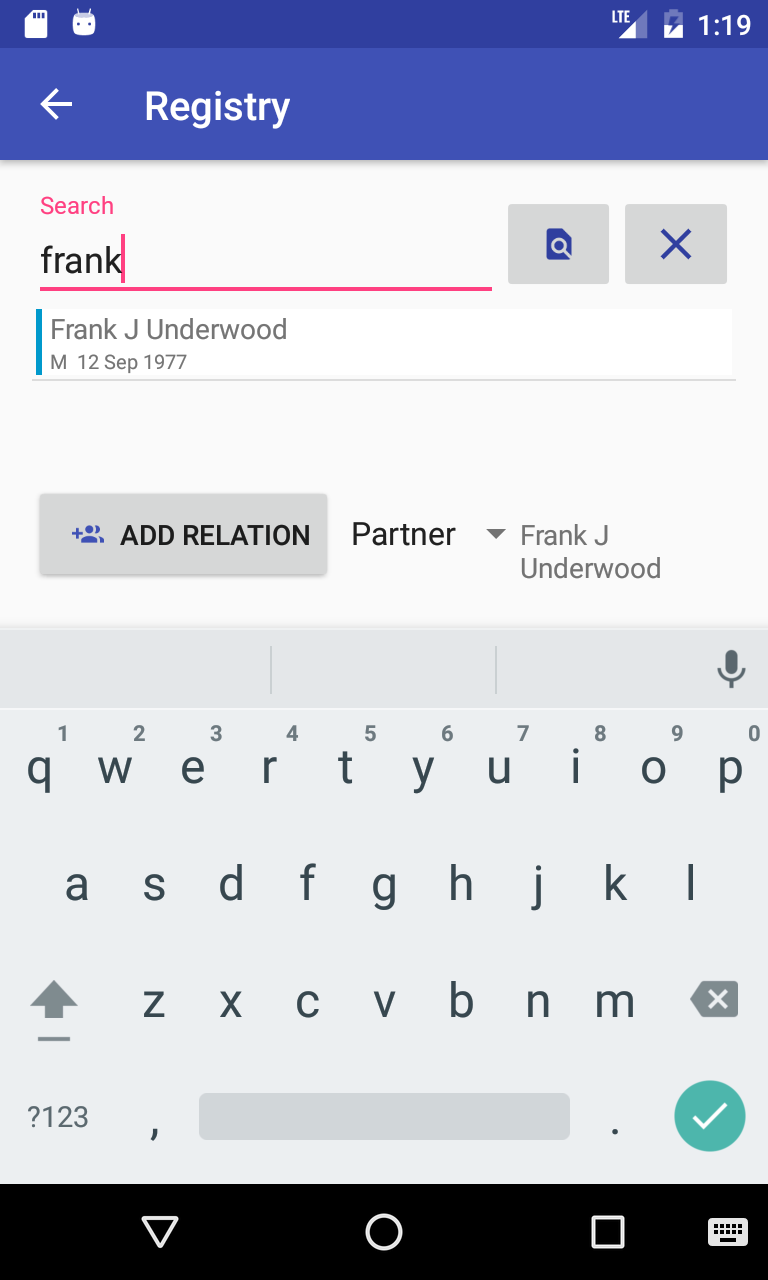 LTE 1:19
Registry
Search
frank
Frank J Underwood
M 12 Sep 1977
ADD RELATION Partner Frank J
Underwood
1 2 3 4 5 6 7 8 9 0
q w e r t y u i o p
a s d f g h j k l
z x c v b n m
?123 , .